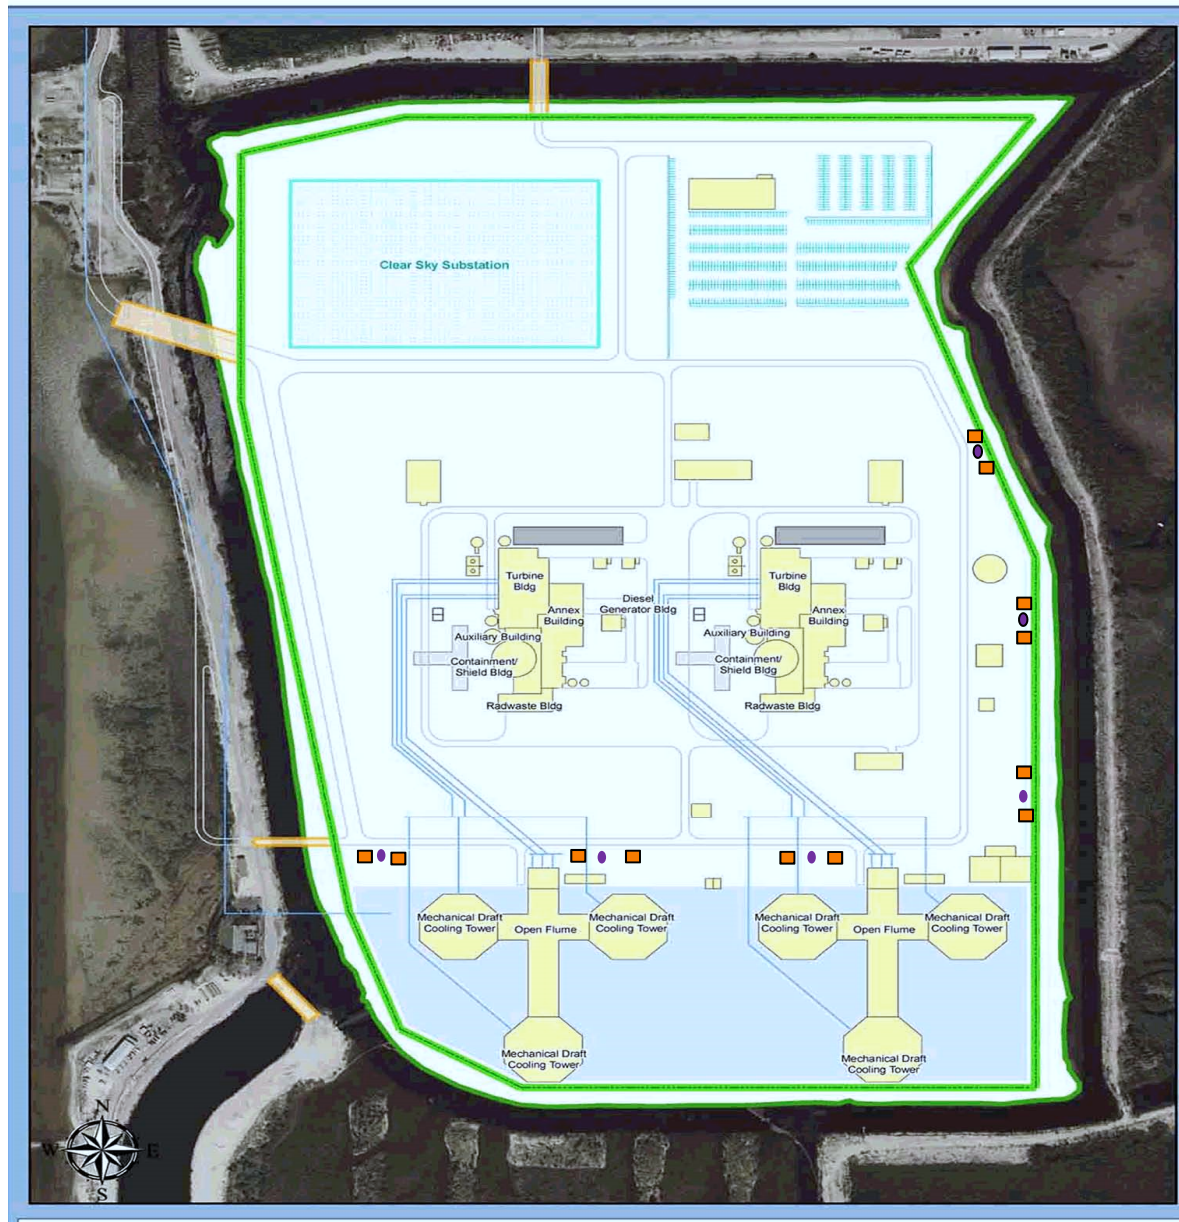 Clear Sky Substation
Turbine
Bldg
Annex
Building
Auxiliary Building
Containment/
Shield Bldg
Radwaste Bldg
Diesel
Generator Bldg
Turbine
Bldg
Annex
Building
Auxiliary Building
Containment/
Shield Bldg
Radwaste Bldg
Mechanical Draft
Cooling Tower
Open Flume
Mechanical Draft
Cooling Tower
Mechanical Draft
Cooling Tower
Open Flume
Mechanical Draft
Cooling Tower
Mechanical Draft
Cooling Tower
Mechanical Draft
Cooling Tower
N
W
E
S